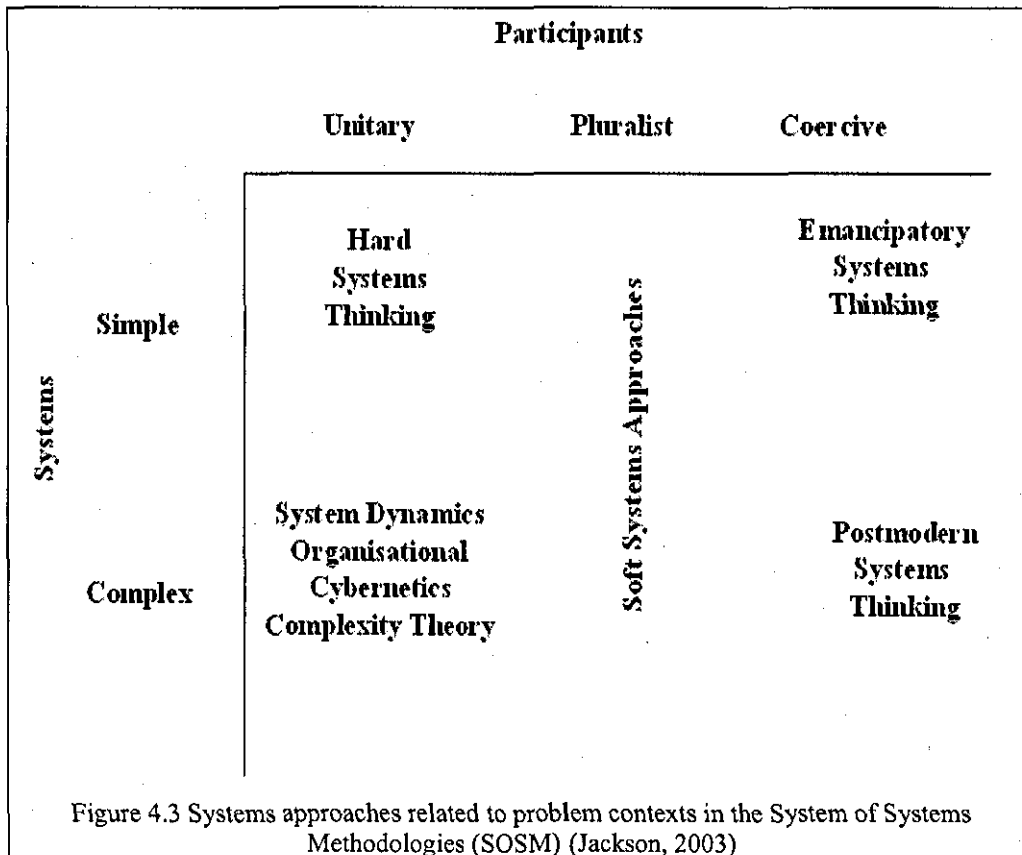 Participants
Unitary Pluralist Coercive
Hard
Systems
Thinking
Emancipatory
Systems
Thinking
Simple
Systems
Soft Systems Approaches
System Dynamics
Organisational
Cybernetics
Complexity Theory
Complex
Postmodern
Systems
Thinking
Figure 4.3 Systems approaches related to problem contexts in the System of Systems
Methodologies (SOSM) (Jackson, 2003)